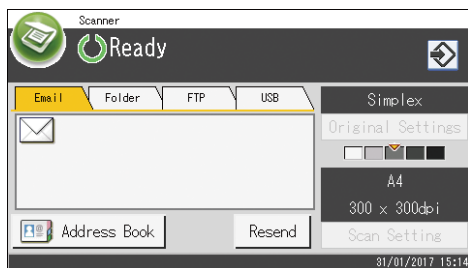 Scanner
Ready
Email Folder FTP USB
Simplex
Original Settings
A4
300 × 300dpi
Address Book Resend Scan Setting
31/01/2017 15:14